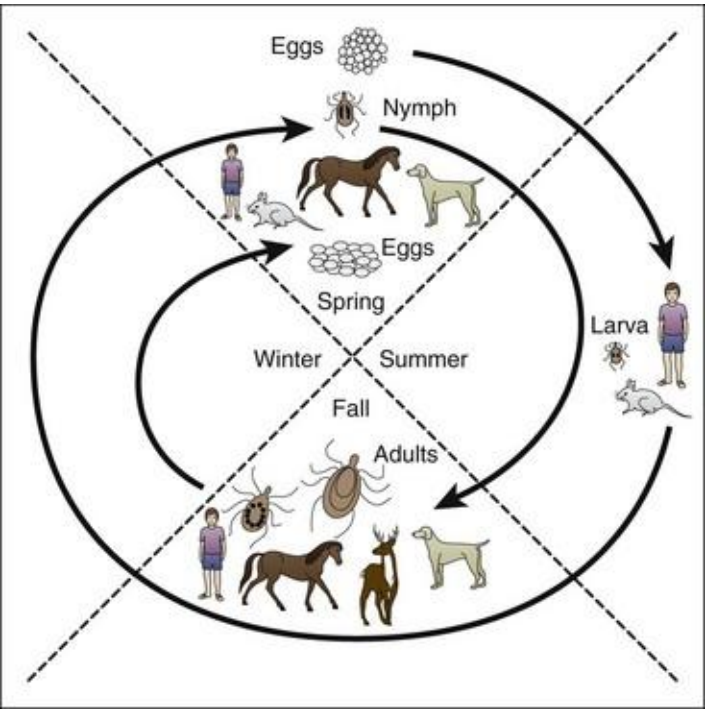 Eggs
Nymph
Eggs
Spring
Larva
Winter
Summer
Fall
Adults